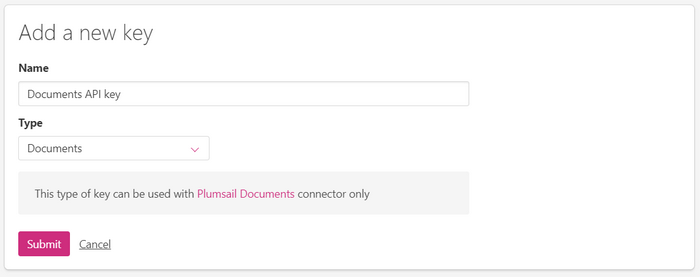 Add a new key
Name
Documents API key
Type
Documents
This type of key can be used with Plumsail Documents connector only
Submit Cancel